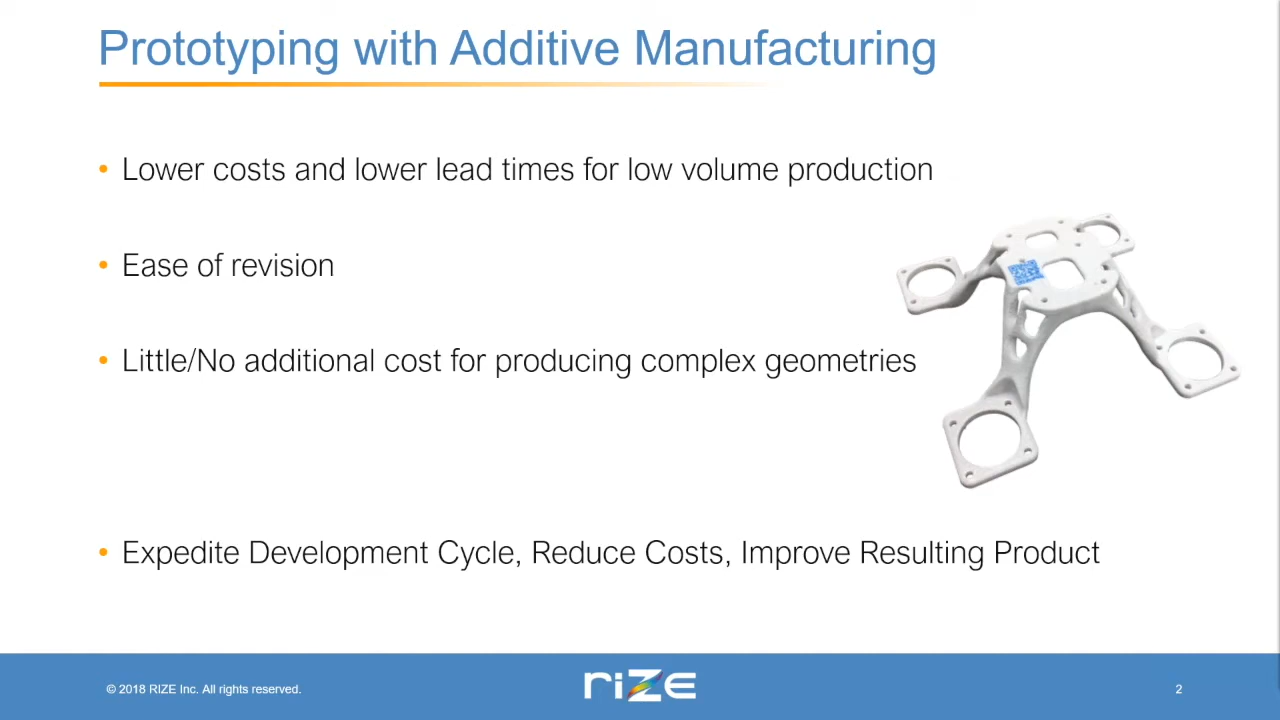 Prototyping with Additive Manufacturing
• Lower costs and lower lead times for low volume production
• Ease of revision
• Little/No additional cost for producing complex geometries
• Expedite Development Cycle, Reduce Costs, Improve Resulting Product
© 2018 RIZE Inc. All rights reserved.
riZE
2